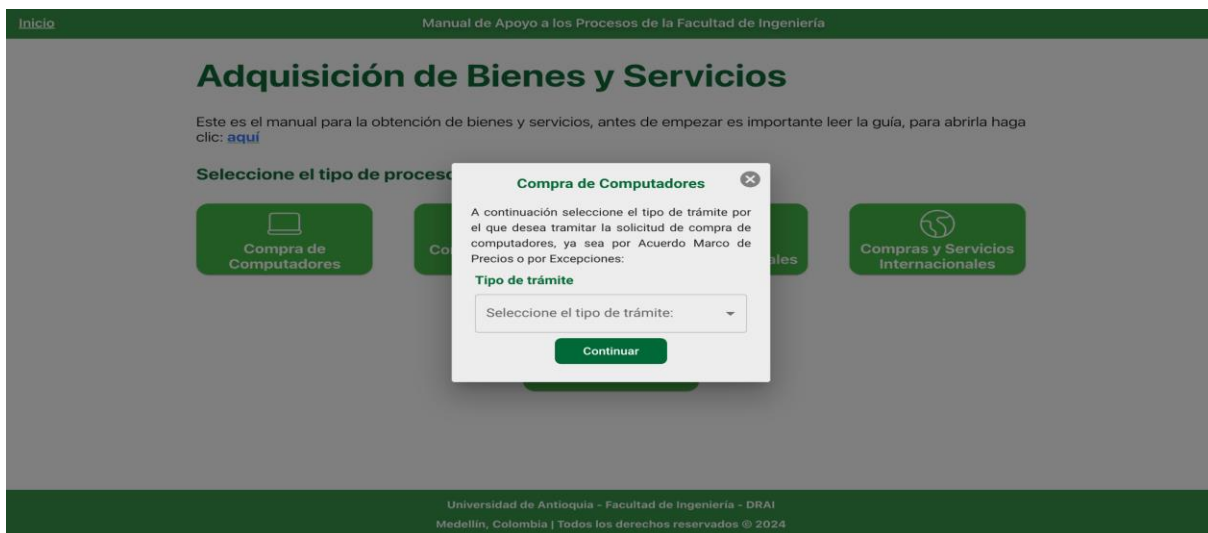 Inicio
Manual de Apoyo a los Procesos de la Facultad de Ingeniería
Adquisición de Bienes y Servicios
Este es el manual para la obtención de bienes y servicios, antes de empezar es importante leer la guía, para abrirla haga
clic: aquí
Seleccione el tipo de proceso
Compra de
Computadores
Compras y Servicios
Internacionales
Compra de Computadores
A continuación seleccione el tipo de trámite por
el que desea tramitar la solicitud de compra de
computadores, ya sea por Acuerdo Marco de
Precios o por Excepciones:
Tipo de trámite
Seleccione el tipo de trámite:
Continuar
Universidad de Antioquia - Facultad de Ingeniería - DRAI
Medellín, Colombia | Todos los derechos reservados © 2024